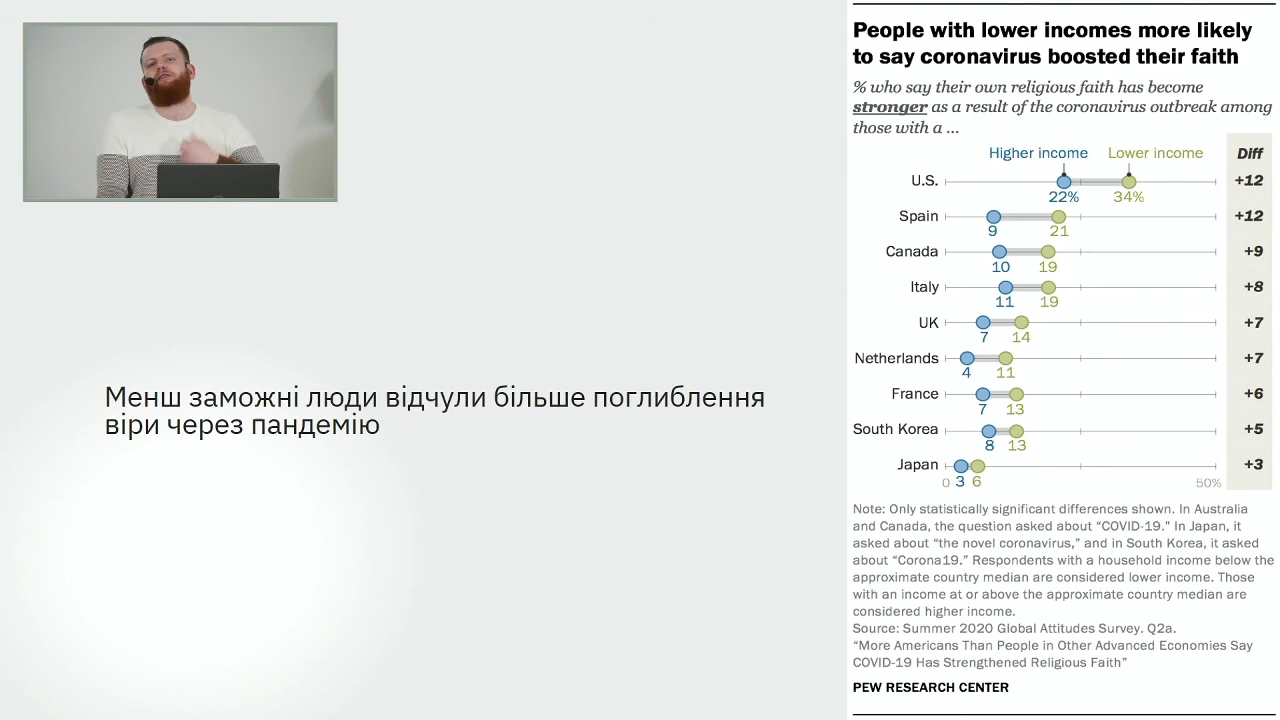 Менш заможні люди відчули більше поглиблення
віри через пандемію
People with lower incomes more likely
to say coronavirus boosted their faith
% who say their own religious faith has become
stronger as a result of the coronavirus outbreak among
those with a ...
Higher income Lower income Diff
U.S. +12
22% 34%
Spain +12
9 21
Canada +9
10 19
Italy +8
11 19
UK +7
7 14
Netherlands +7
4 11
France +6
7 13
South Korea +5
8 13
Japan +3
0 3 6 50%
Note: Only statistically significant differences shown. In Australia
and Canada, the question asked about “COVID-19.” In Japan, it
asked about “the novel coronavirus,” and in South Korea, it asked
about “Corona19.” Respondents with a household income below the
approximate country median are considered lower income. Those
with an income at or above the approximate country median are
considered higher income.
Source: Summer 2020 Global Attitudes Survey. Q2a.
“More Americans Than People in Other Advanced Economies Say
COVID-19 Has Strengthened Religious Faith”
PEW RESEARCH CENTER